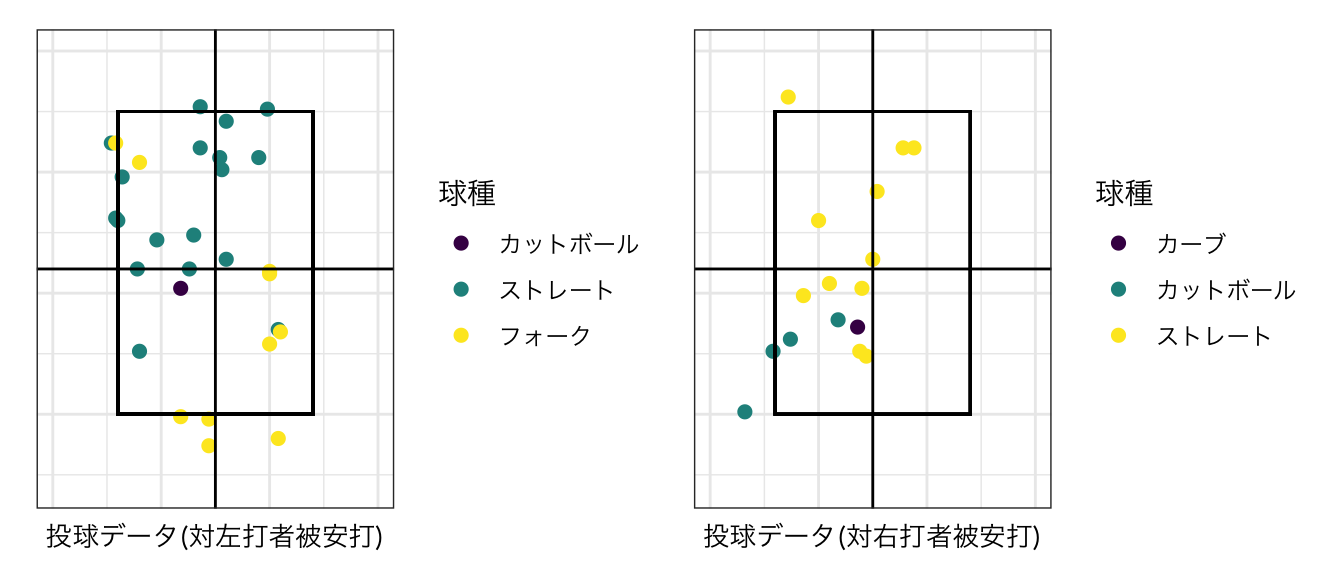 球種
カットボール
ストレート
フォーク
投球データ(対左打者被安打)
球種
カーブ
カットボール
ストレート
投球データ(対右打者被安打)